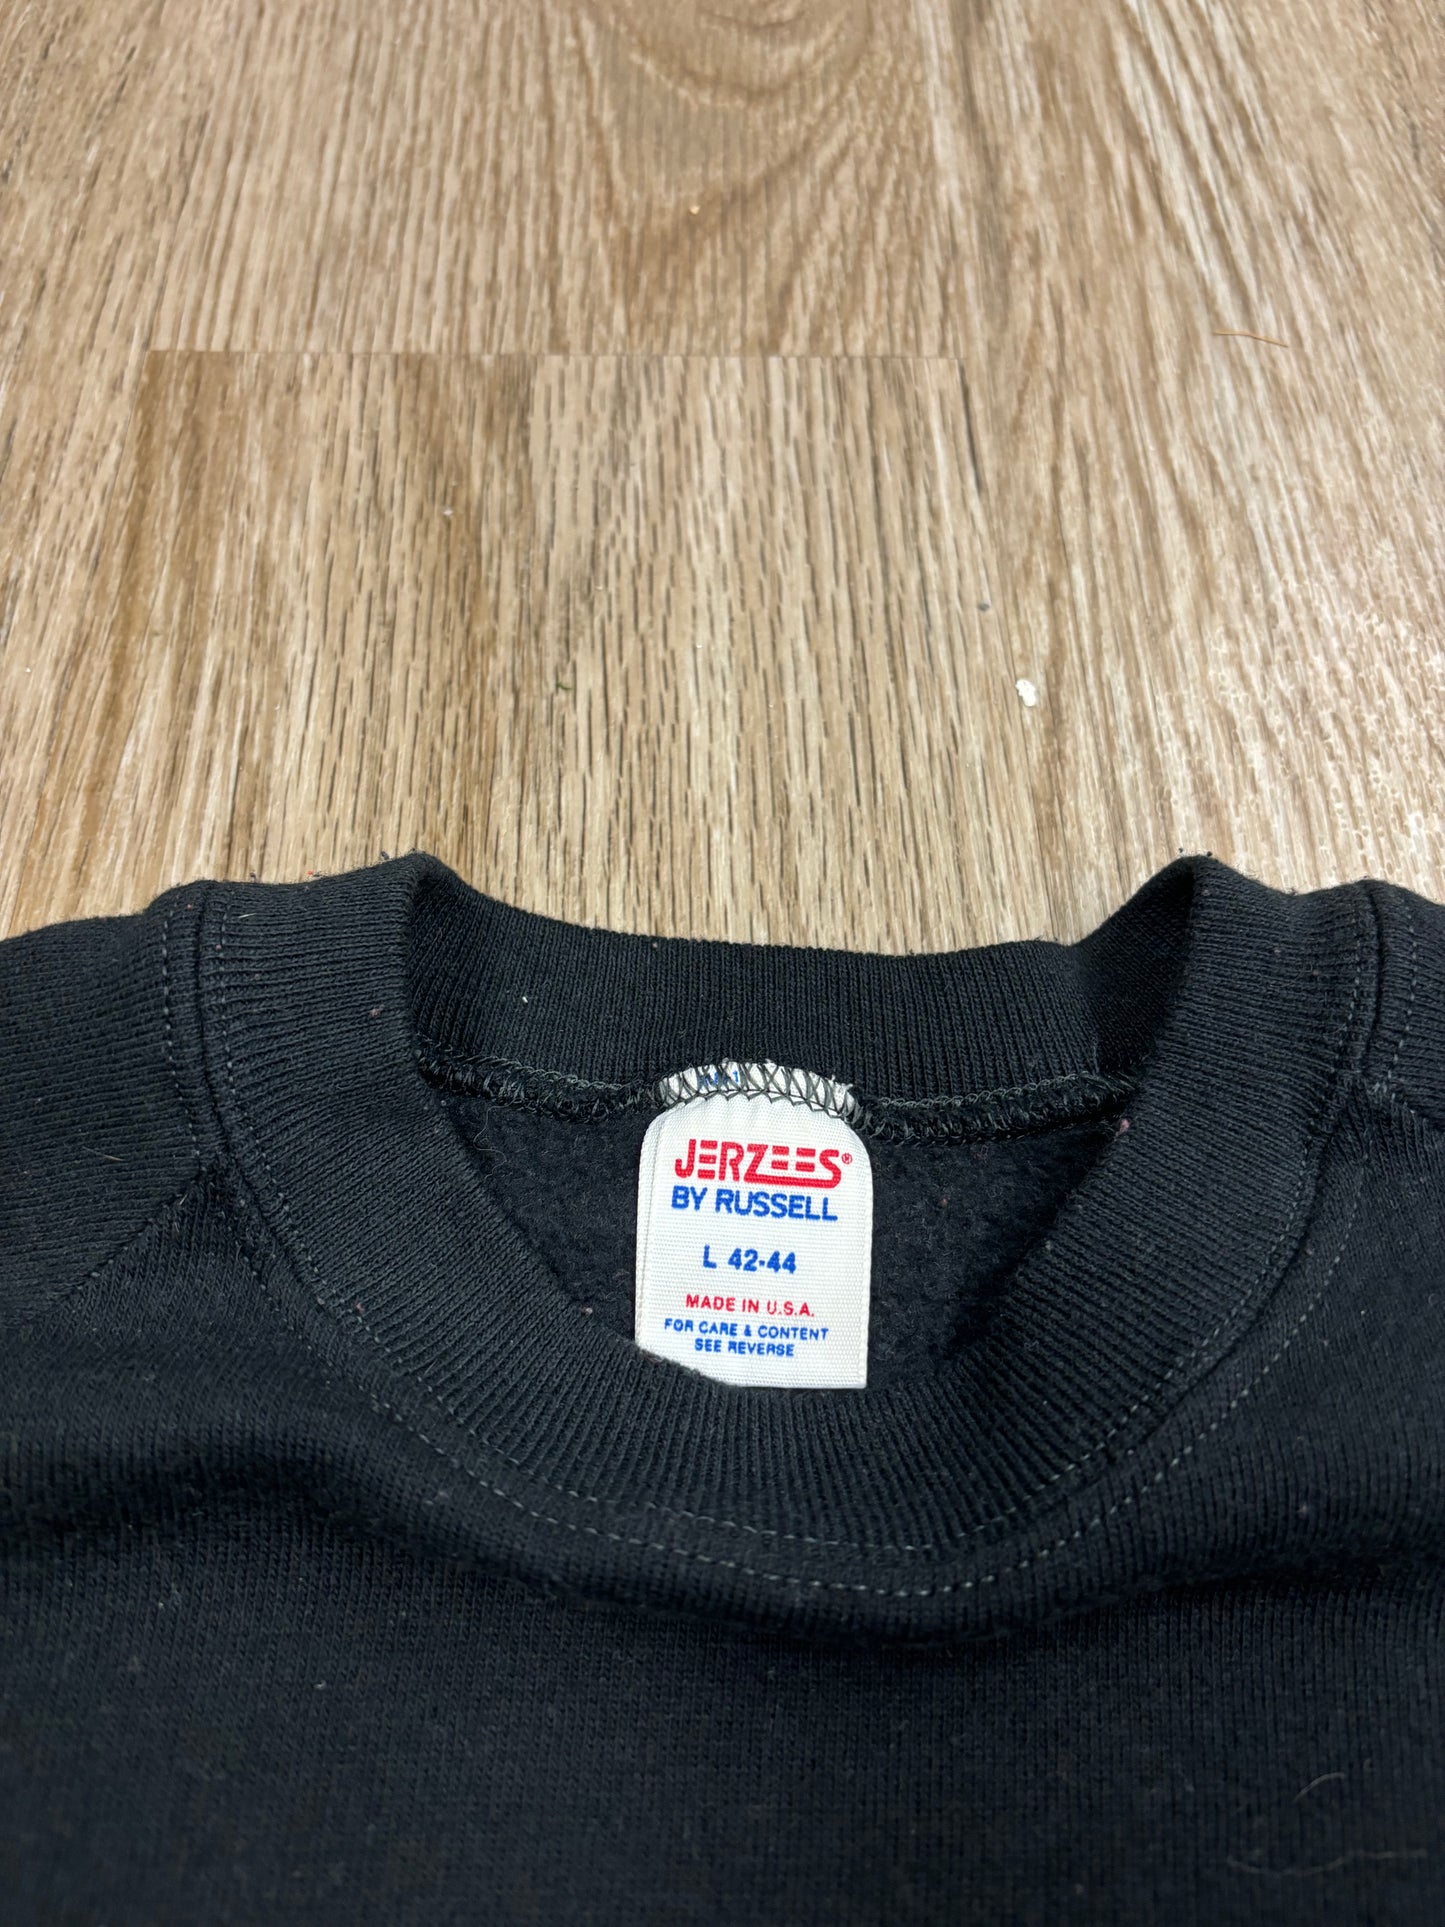 JERZEES®
BY RUSSELL
L 42-44
MADE IN U.S.A.
FOR CARE & CONTENT
SEE REVERSE